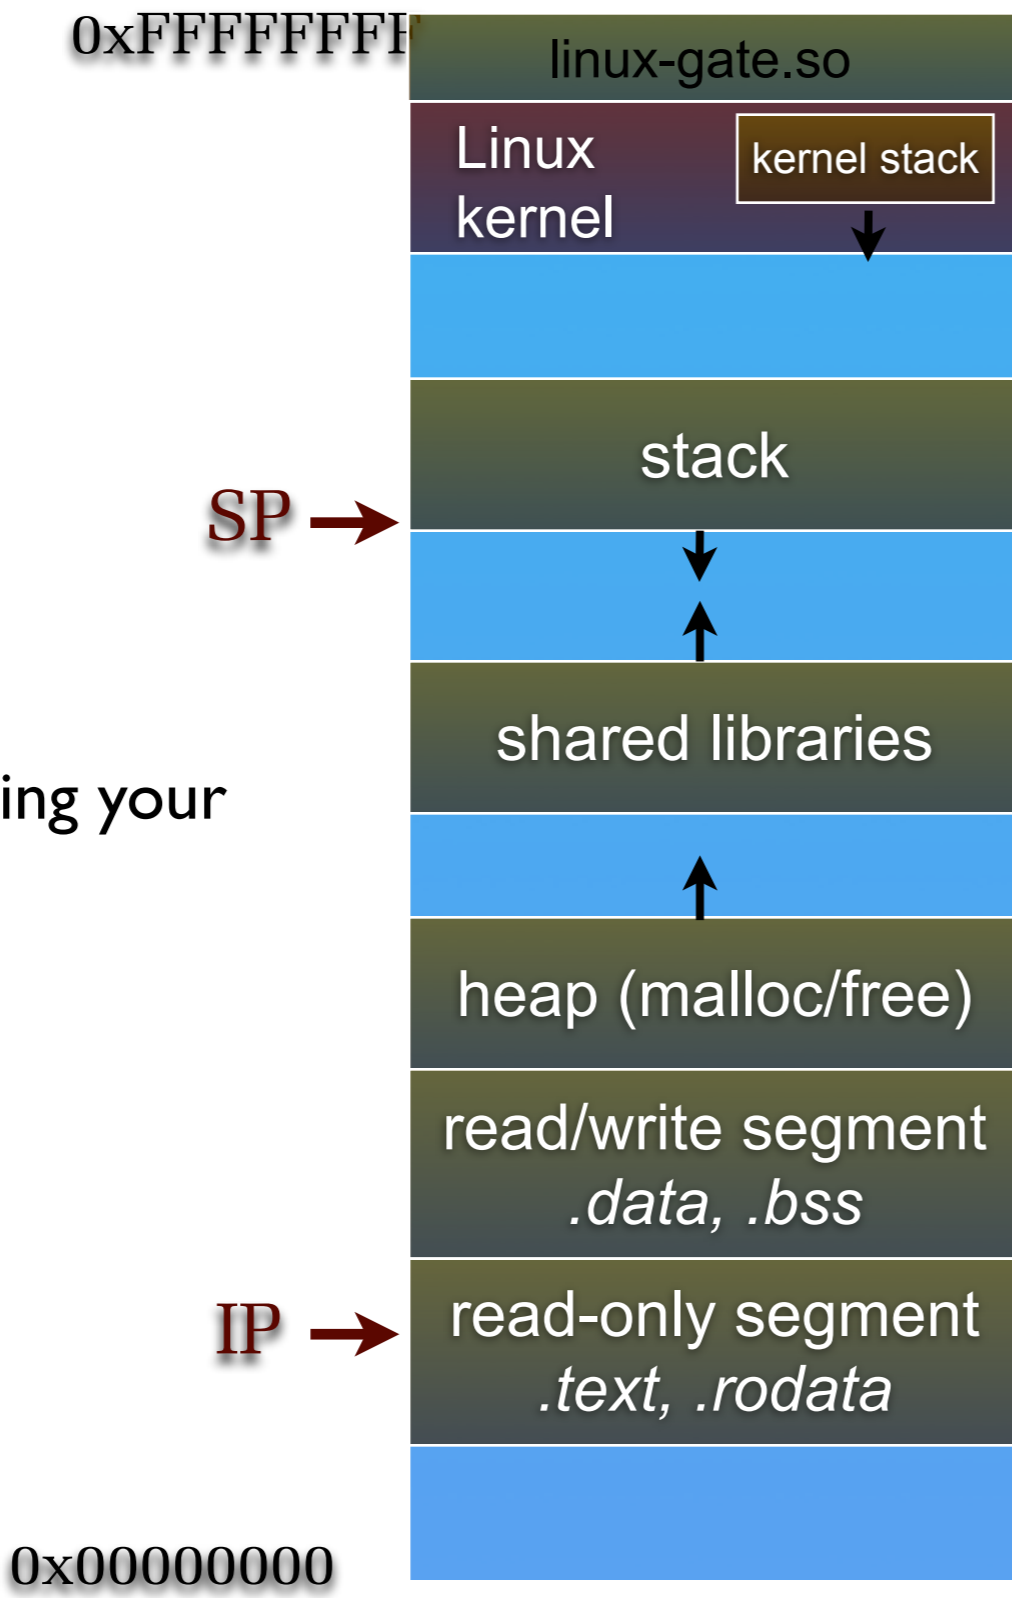 0xFFFFFFFF
linux-gate.so
Linux
kernel
kernel stack
stack
SP
shared libraries
ing your
heap (malloc/free)
read/write segment
.data, .bss
IP
read-only segment
.text, .rodata
0x00000000